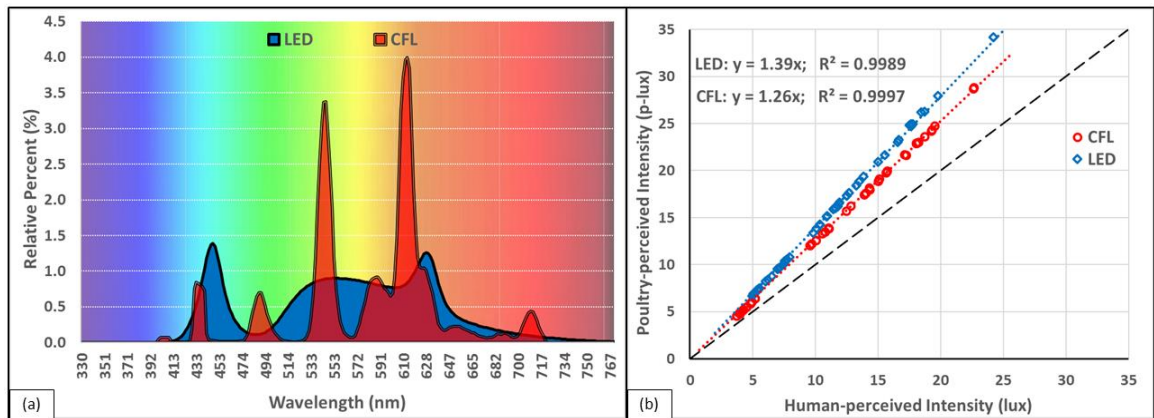 4.5
4.0
3.5
3.0
2.5
2.0
1.5
1.0
0.5
0.0
Relative Percent (%)
LED CFL
330 351 371 392 413 433 453 474 494 514 533 553 572 591 610 628 647 665 682 700 717 734 750 767
Wavelength (nm)
(a)
35
30
25
20
15
10
5
0
Poultry-perceived Intensity (p-lux)
LED: y = 1.39x; R² = 0.9989
CFL: y = 1.26x; R² = 0.9997
CFL
LED
0 5 10 15 20 25 30 35
Human-perceived Intensity (lux)
(b)